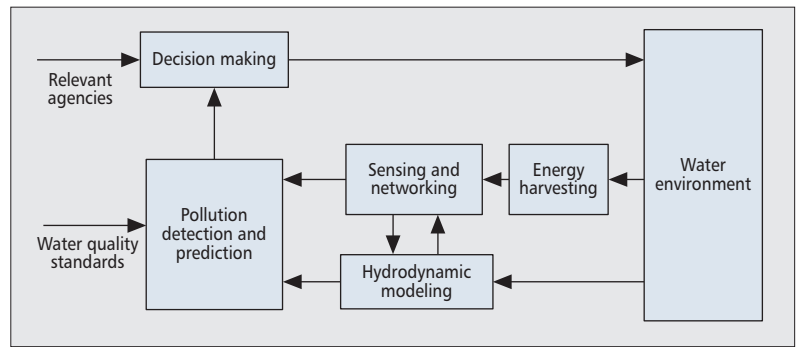 Decision making
Relevant
agencies
Sensing and
networking
Energy
harvesting
Water
environment
Pollution
detection and
prediction
Water quality
standards
Hydrodynamic
modeling